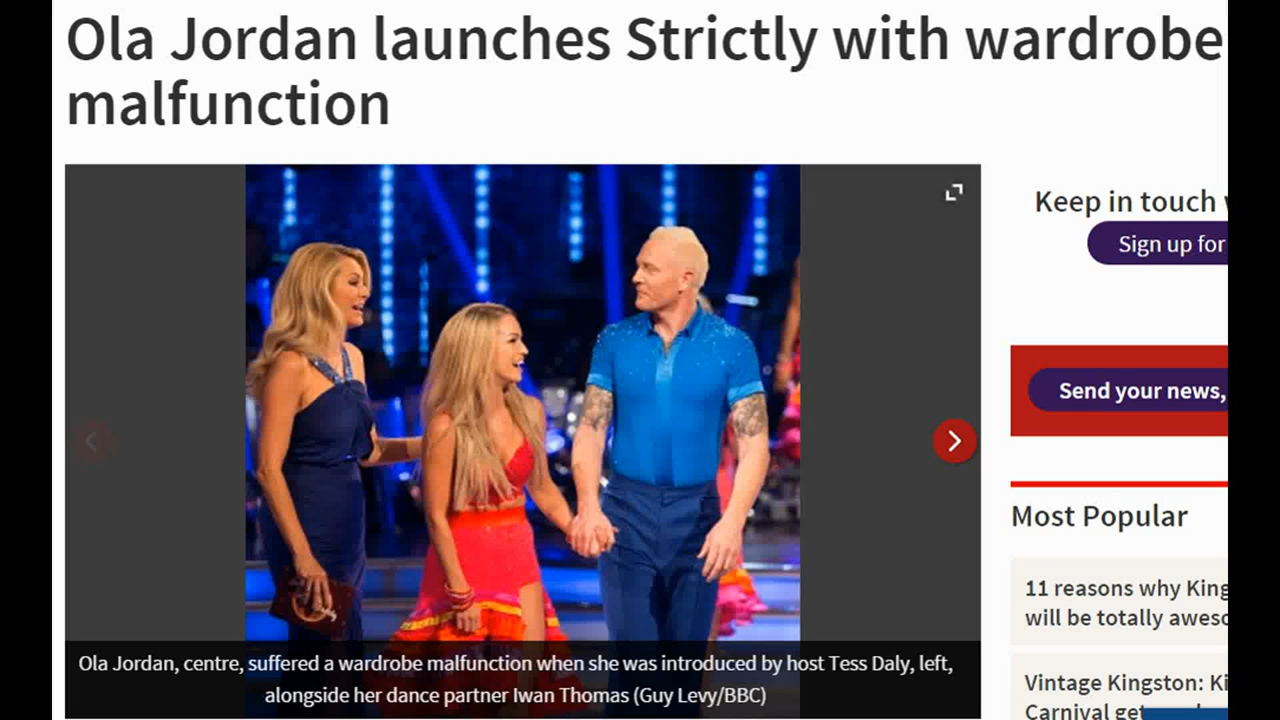 Ola Jordan launches Strictly with wardrobe
malfunction
Keep in touch
Sign up for
Send your news,
Most Popular
11 reasons why King
will be totally aweso
Vintage Kingston: Ki
Carnival get
Ola Jordan, centre, suffered a wardrobe malfunction when she was introduced by host Tess Daly, left,
alongside her dance partner Iwan Thomas (Guy Levy/BBC)